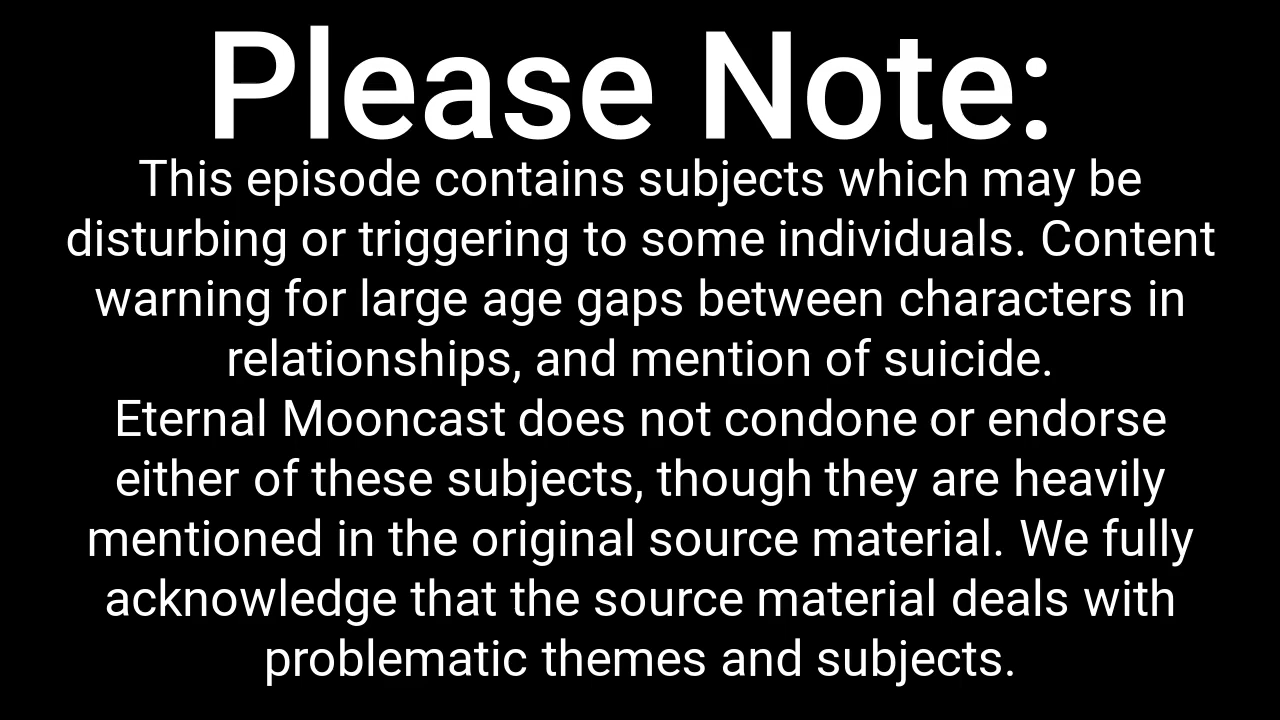 Please Note:
This episode contains subjects which may be
disturbing or triggering to some individuals. Content
warning for large age gaps between characters in
relationships, and mention of suicide.
Eternal Mooncast does not condone or endorse
either of these subjects, though they are heavily
mentioned in the original source material. We fully
acknowledge that the source material deals with
problematic themes and subjects.